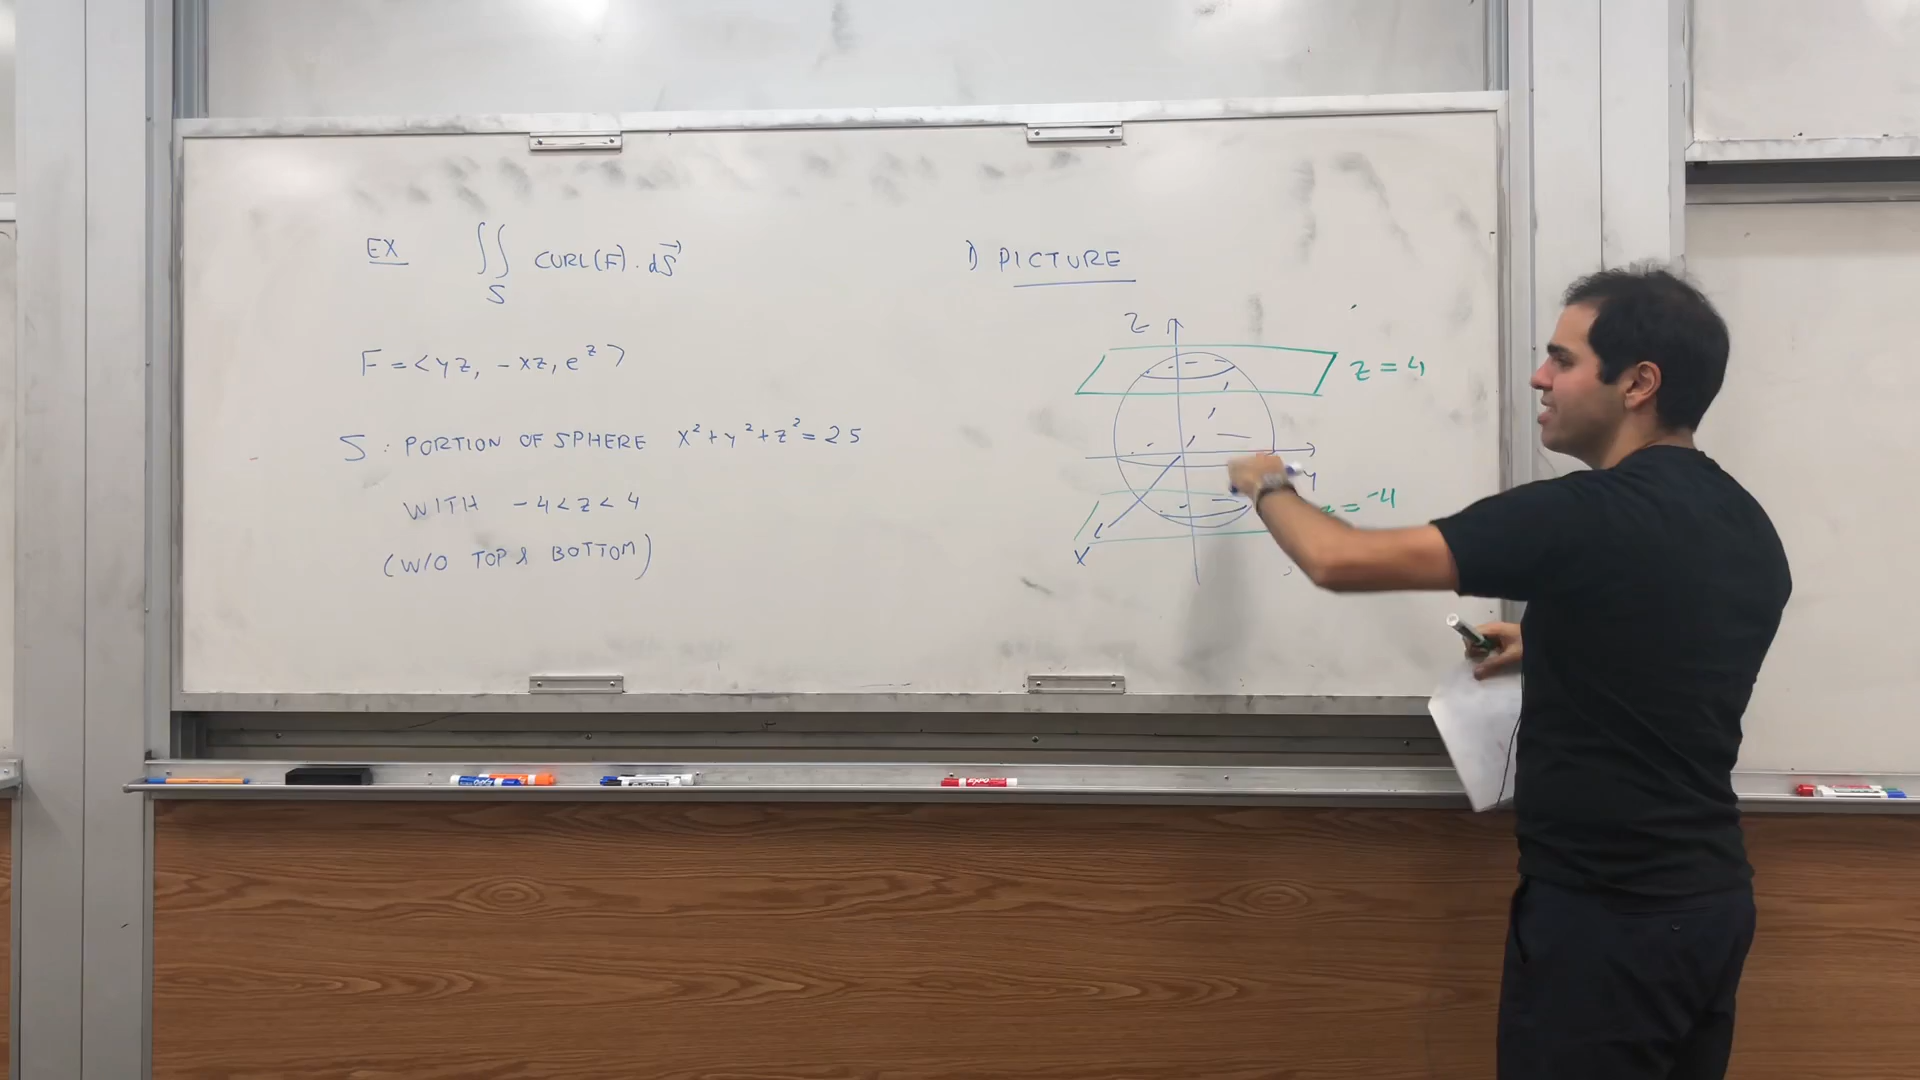 EX ∬ CURL(F) · dS⃗
S
F = <yz, -xz, e^z>
S : PORTION OF SPHERE x² + y² + z² = 25
WITH -4 < z < 4
(W/O TOP & BOTTOM)
1) PICTURE
Z
z = 4
y
z = -4
X